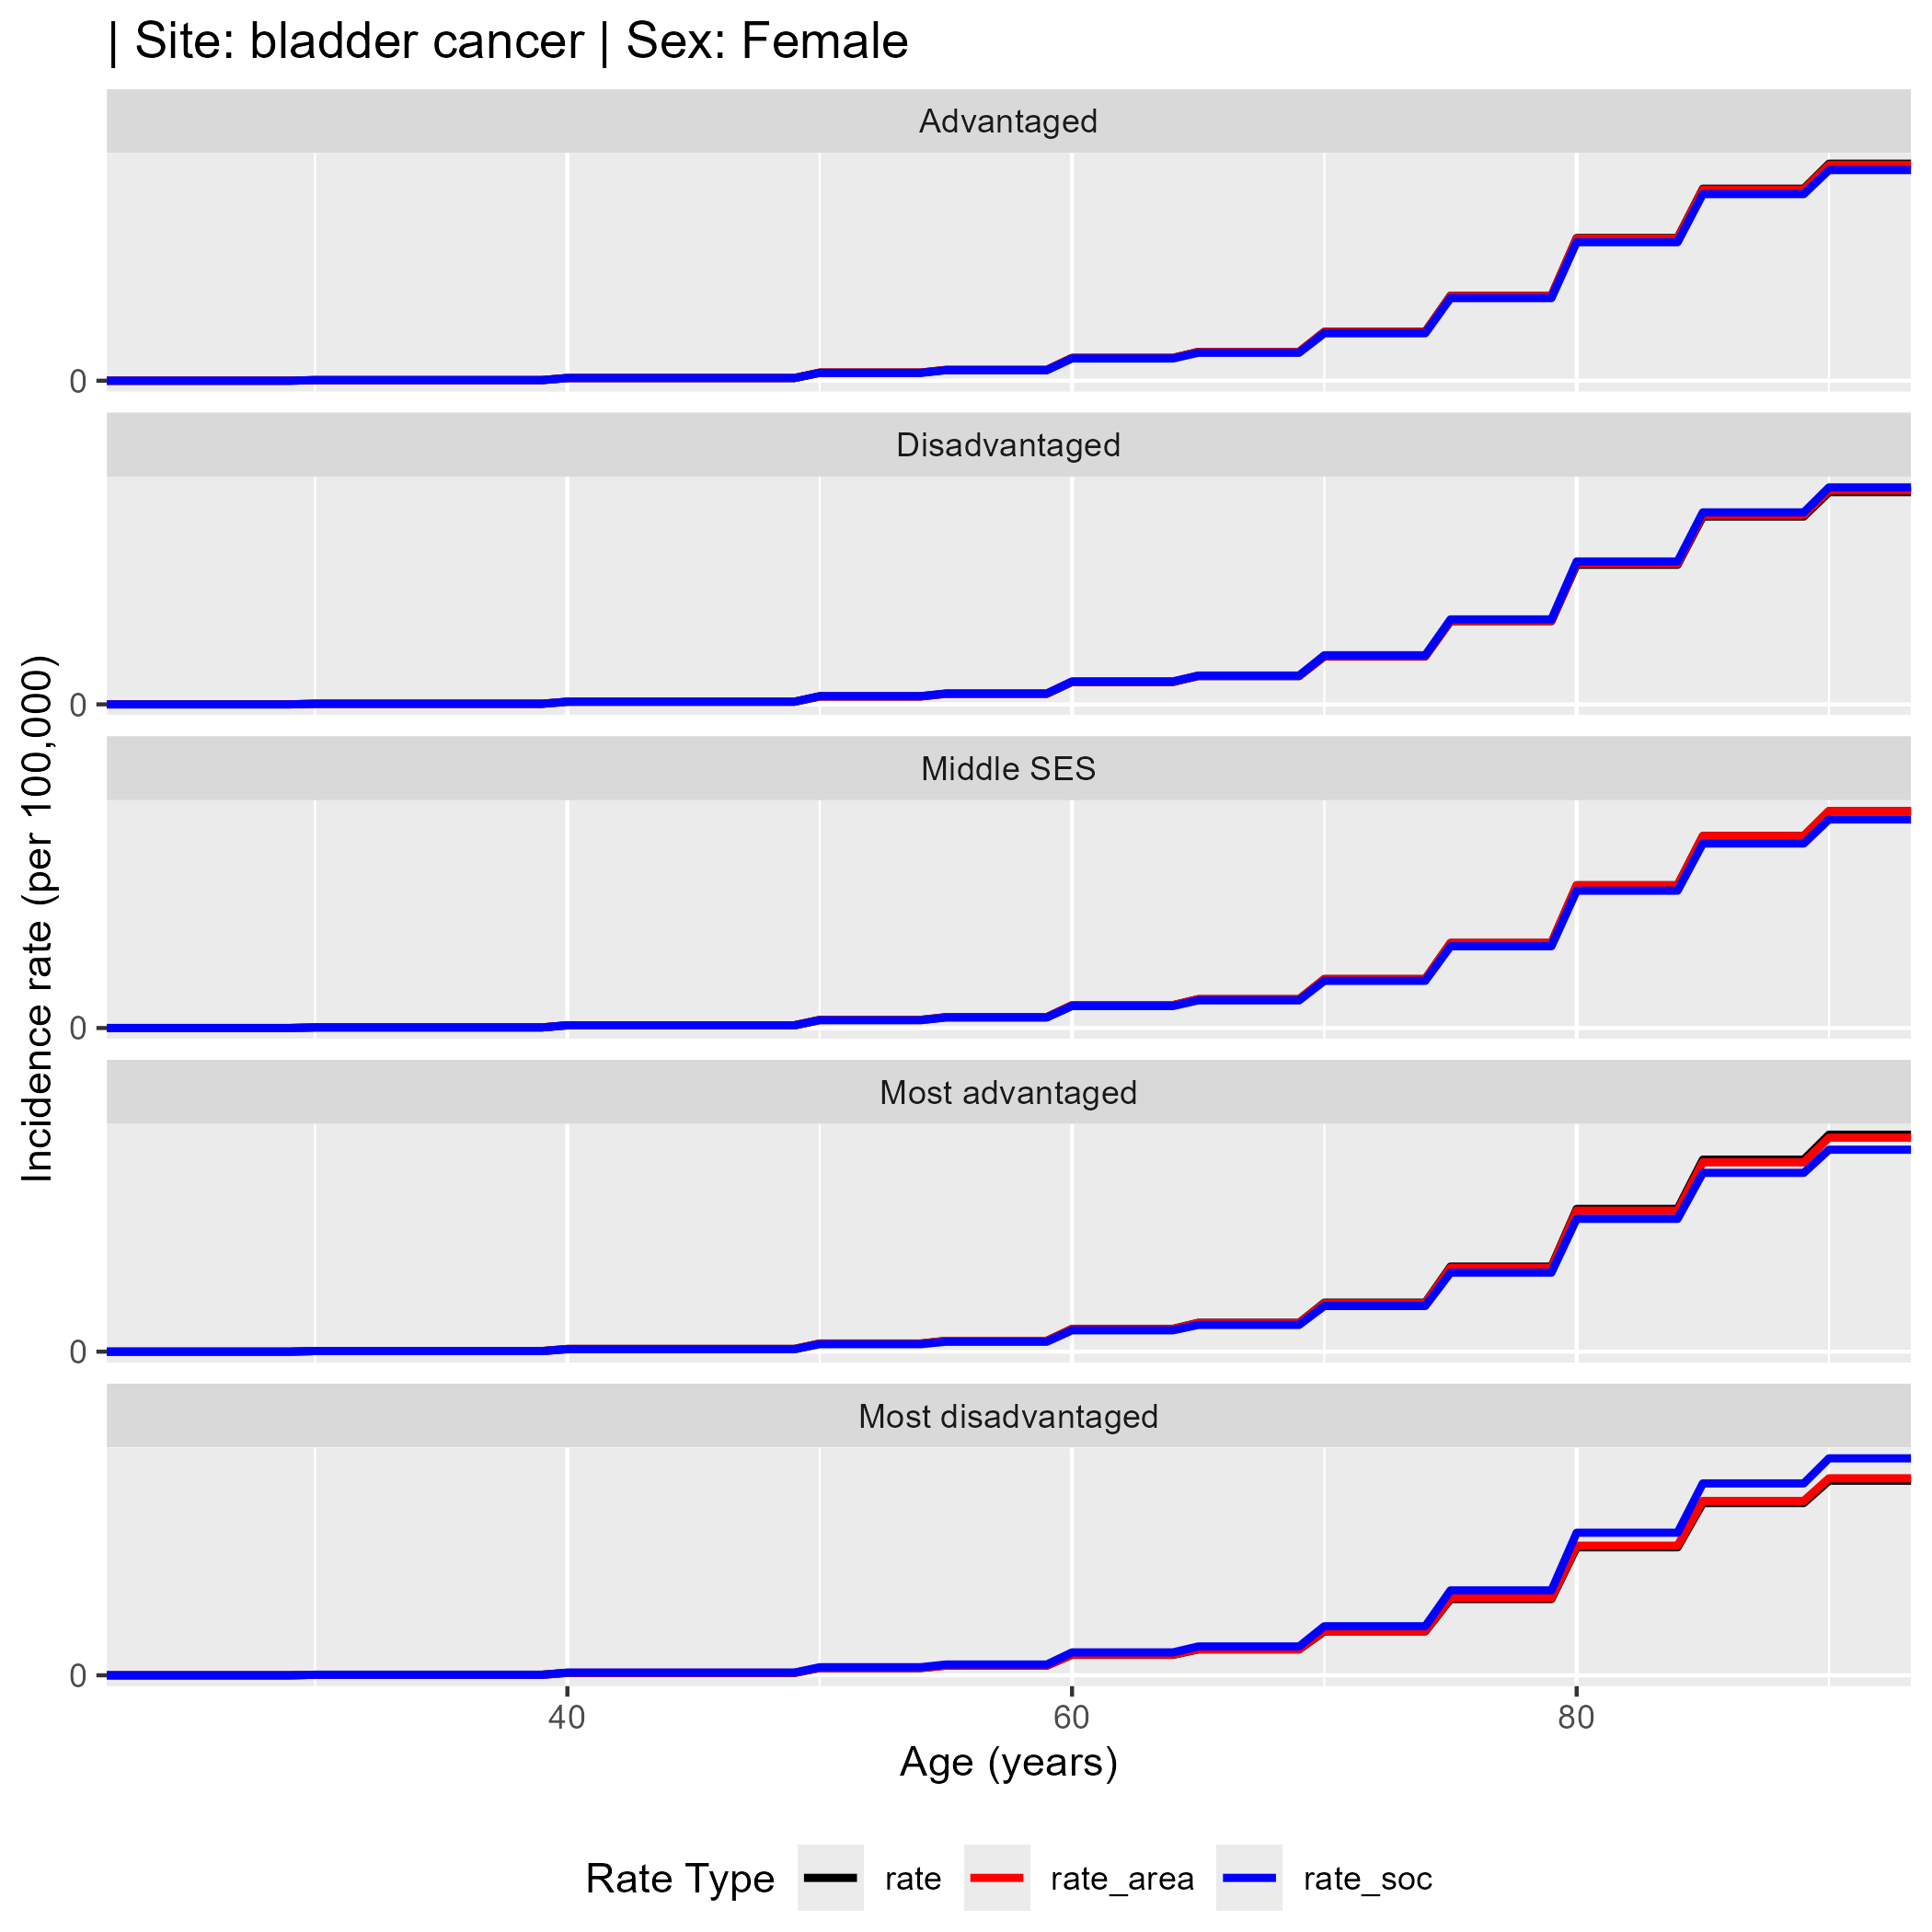 | Site: bladder cancer | Sex: Female
Advantaged
0
Disadvantaged
0
Middle SES
0
Most advantaged
0
Most disadvantaged
0
Incidence rate (per 100,000)
40 60 80
Age (years)
Rate Type rate rate_area rate_soc